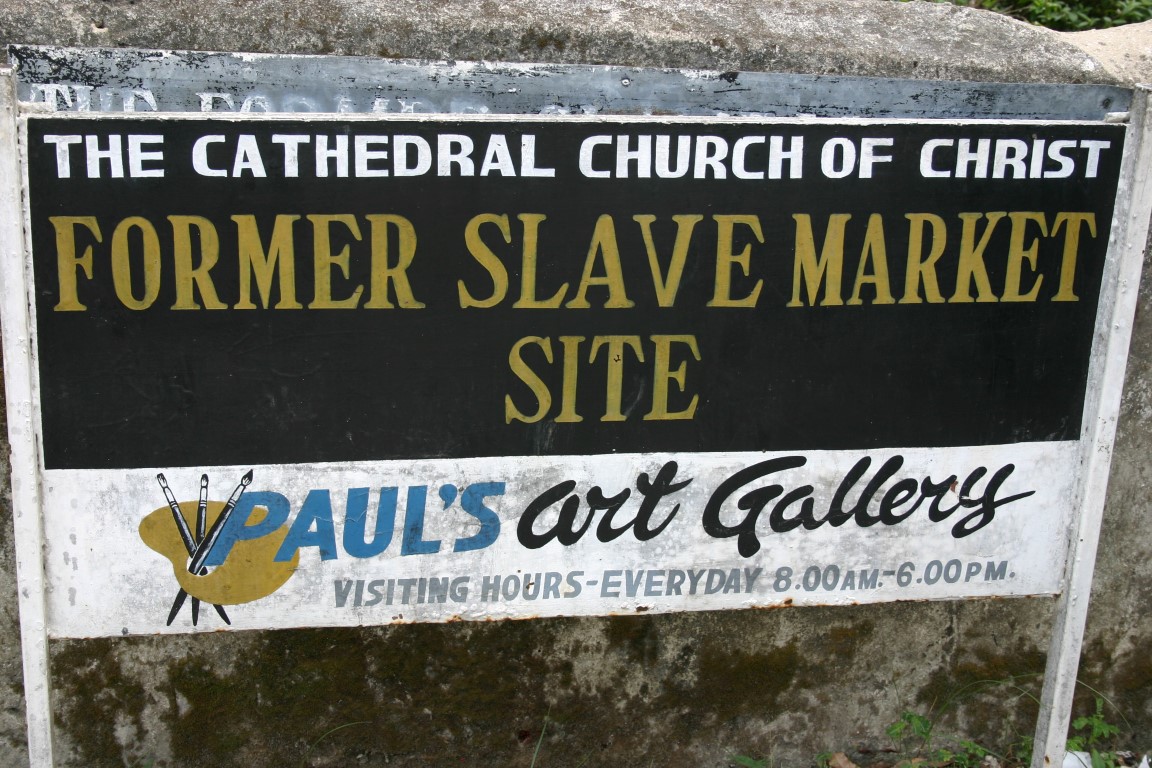 THE CATHEDRAL CHURCH OF CHRIST
FORMER SLAVE MARKET
SITE
PAUL'S art Gallery
VISITING HOURS-EVERYDAY 8.00AM.-6.00PM.